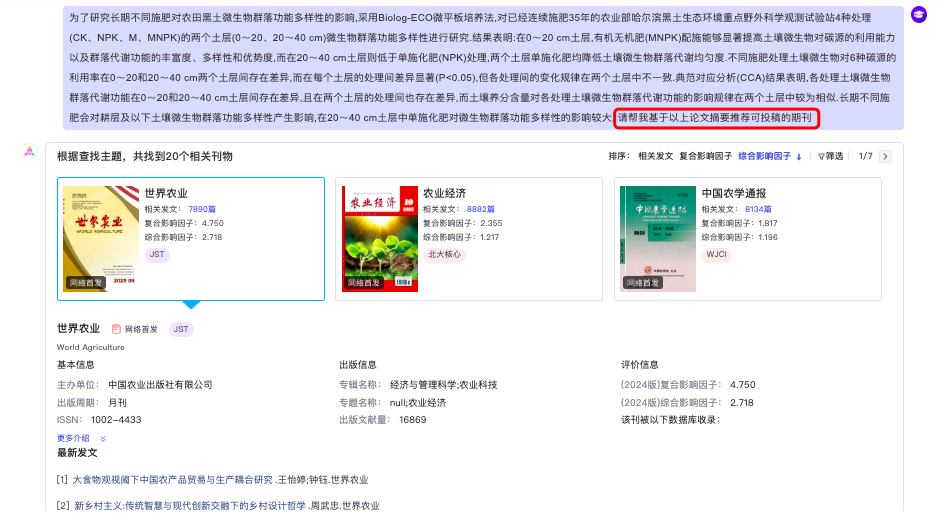 为了研究长期不同施肥对农田黑土微生物群落功能多样性的影响,采用Biolog-ECO微平板培养法,对已经连续施肥35年的农业部哈尔滨黑土生态环境重点野外科学观测试验站4种处理
(CK、NPK、M、MNPK)的两个土层(0～20、20～40 cm)微生物群落功能多样性进行研究.结果表明:在0～20 cm土层,有机无机肥(MNPK)配施能够显著提高土壤微生物对碳源的利用能力
以及群落代谢功能的丰富度、多样性和优势度,而在20～40 cm土层则低于单施化肥(NPK)处理,两个土层单施化肥均降低土壤微生物群落代谢均匀度.不同施肥处理土壤微生物对6种碳源的
利用率在0～20和20～40 cm两个土层间存在差异,而在每个土层的处理间差异显著(P<0.05),但各处理间的变化规律在两个土层中不一致.典范对应分析(CCA)结果表明,各处理土壤微生物
群落代谢功能在0～20和20～40 cm土层间存在差异,且在两个土层的处理间也存在差异,而土壤养分含量对各处理土壤微生物群落代谢功能的影响规律在两个土层中较为相似.长期不同施
肥会对耕层及以下土壤微生物群落功能多样性产生影响,在20～40 cm土层中单施化肥对微生物群落功能多样性的影响较大.请帮我基于以上论文摘要推荐可投稿的期刊
根据查找主题，共找到20个相关刊物
排序： 相关发文 复合影响因子 综合影响因子 ↓ 筛选 1/7
世界农业
相关发文： 7890篇
复合影响因子：4.750
综合影响因子：2.718
JST
世界农业
WORLD AGRICULTURE
2025 09
网络首发
农业经济
相关发文： 8882篇
复合影响因子：2.355
综合影响因子：1.217
北大核心
农业经济
10
网络首发
中国农学通报
相关发文： 8134篇
复合影响因子：1.817
综合影响因子：1.196
WJCI
中国农学通报
2025
网络首发
世界农业 网络首发 JST
World Agriculture
基本信息
主办单位： 中国农业出版社有限公司
出版周期： 月刊
ISSN： 1002-4433
更多介绍
出版信息
专辑名称： 经济与管理科学;农业科技
专题名称： null;农业经济
出版文献量： 16869
评价信息
(2024版)复合影响因子： 4.750
(2024版)综合影响因子： 2.718
该刊被以下数据库收录：
最新发文
[1] 大食物观视阈下中国农产品贸易与生产耦合研究 .王怡婷;钟钰.世界农业
[2] 新乡村主义:传统智慧与现代创新交融下的乡村设计哲学 .周武忠.世界农业